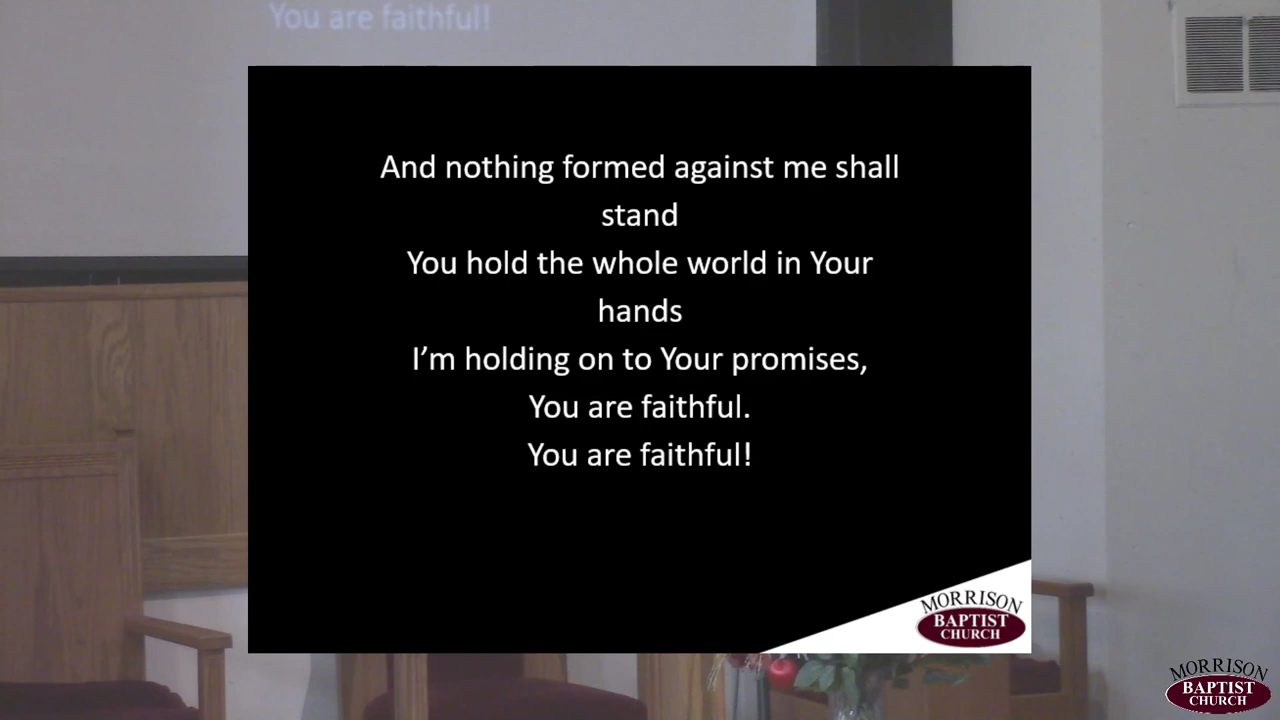 You are faithful!
And nothing formed against me shall
stand
You hold the whole world in Your
hands
I'm holding on to Your promises,
You are faithful.
You are faithful!
MORRISON
BAPTIST
CHURCH
MORRISON
BAPTIST
CHURCH